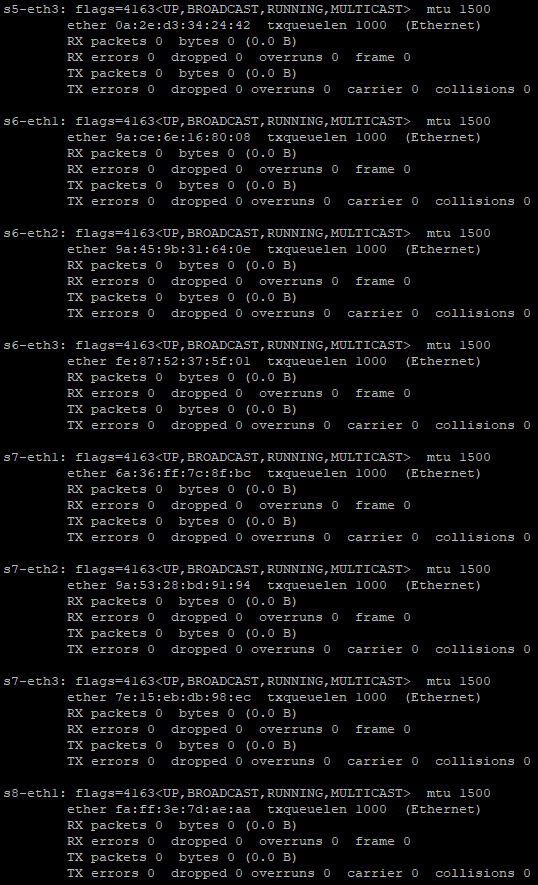 s5-eth3: flags=4163<UP,BROADCAST,RUNNING,MULTICAST>  mtu 1500
        ether 0a:2e:d3:34:24:42  txqueuelen 1000  (Ethernet)
        RX packets 0  bytes 0 (0.0 B)
        RX errors 0  dropped 0  overruns 0  frame 0
        TX packets 0  bytes 0 (0.0 B)
        TX errors 0  dropped 0 overruns 0  carrier 0  collisions 0

s6-eth1: flags=4163<UP,BROADCAST,RUNNING,MULTICAST>  mtu 1500
        ether 9a:ce:6e:16:80:08  txqueuelen 1000  (Ethernet)
        RX packets 0  bytes 0 (0.0 B)
        RX errors 0  dropped 0  overruns 0  frame 0
        TX packets 0  bytes 0 (0.0 B)
        TX errors 0  dropped 0 overruns 0  carrier 0  collisions 0

s6-eth2: flags=4163<UP,BROADCAST,RUNNING,MULTICAST>  mtu 1500
        ether 9a:45:9b:31:64:0e  txqueuelen 1000  (Ethernet)
        RX packets 0  bytes 0 (0.0 B)
        RX errors 0  dropped 0  overruns 0  frame 0
        TX packets 0  bytes 0 (0.0 B)
        TX errors 0  dropped 0 overruns 0  carrier 0  collisions 0

s6-eth3: flags=4163<UP,BROADCAST,RUNNING,MULTICAST>  mtu 1500
        ether fe:87:52:37:5f:01  txqueuelen 1000  (Ethernet)
        RX packets 0  bytes 0 (0.0 B)
        RX errors 0  dropped 0  overruns 0  frame 0
        TX packets 0  bytes 0 (0.0 B)
        TX errors 0  dropped 0 overruns 0  carrier 0  collisions 0

s7-eth1: flags=4163<UP,BROADCAST,RUNNING,MULTICAST>  mtu 1500
        ether 6a:36:ff:7c:8f:bc  txqueuelen 1000  (Ethernet)
        RX packets 0  bytes 0 (0.0 B)
        RX errors 0  dropped 0  overruns 0  frame 0
        TX packets 0  bytes 0 (0.0 B)
        TX errors 0  dropped 0 overruns 0  carrier 0  collisions 0

s7-eth2: flags=4163<UP,BROADCAST,RUNNING,MULTICAST>  mtu 1500
        ether 9a:53:28:bd:91:94  txqueuelen 1000  (Ethernet)
        RX packets 0  bytes 0 (0.0 B)
        RX errors 0  dropped 0  overruns 0  frame 0
        TX packets 0  bytes 0 (0.0 B)
        TX errors 0  dropped 0 overruns 0  carrier 0  collisions 0

s7-eth3: flags=4163<UP,BROADCAST,RUNNING,MULTICAST>  mtu 1500
        ether 7e:15:eb:db:98:ec  txqueuelen 1000  (Ethernet)
        RX packets 0  bytes 0 (0.0 B)
        RX errors 0  dropped 0  overruns 0  frame 0
        TX packets 0  bytes 0 (0.0 B)
        TX errors 0  dropped 0 overruns 0  carrier 0  collisions 0

s8-eth1: flags=4163<UP,BROADCAST,RUNNING,MULTICAST>  mtu 1500
        ether fa:ff:3e:7d:ae:aa  txqueuelen 1000  (Ethernet)
        RX packets 0  bytes 0 (0.0 B)
        RX errors 0  dropped 0  overruns 0  frame 0
        TX packets 0  bytes 0 (0.0 B)
        TX errors 0  dropped 0 overruns 0  carrier 0  collisions 0